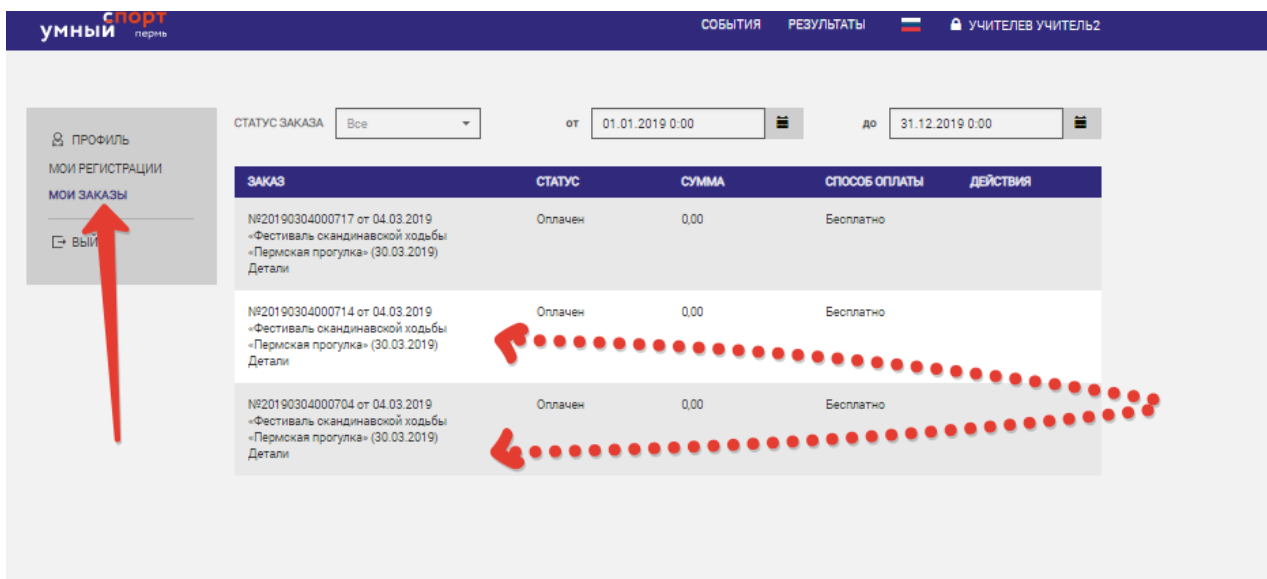 спорт
умный пермь
СОБЫТИЯ РЕЗУЛЬТАТЫ УЧИТЕЛЕВ УЧИТЕЛЬ2
ПРОФИЛЬ
МОИ РЕГИСТРАЦИИ
МОИ ЗАКАЗЫ
ВЫЙ
СТАТУС ЗАКАЗА Все от 01.01.2019 0:00 до 31.12.2019 0:00
ЗАКАЗ СТАТУС СУММА СПОСОБ ОПЛАТЫ ДЕЙСТВИЯ
№20190304000717 от 04.03.2019 Оплачен 0,00 Бесплатно
«Фестиваль скандинавской ходьбы
«Пермская прогулка» (30.03.2019)
Детали
№20190304000714 от 04.03.2019 Оплачен 0,00 Бесплатно
«Фестиваль скандинавской ходьбы
«Пермская прогулка» (30.03.2019)
Детали
№20190304000704 от 04.03.2019 Оплачен 0,00 Бесплатно
«Фестиваль скандинавской ходьбы
«Пермская прогулка» (30.03.2019)
Детали